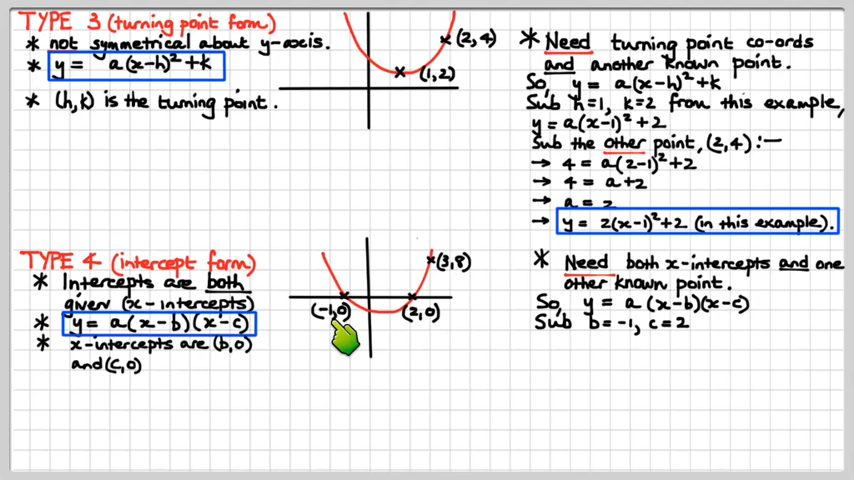 TYPE 3 (turning point form)
* not symmetrical about y-axis.
* y = a(x-h)² + k
* (h,k) is the turning point.
(2,4)
(1,2)
* Need turning point co-ords
and another known point.
So, y = a(x-h)² + k
Sub h=1, k=2 from this example,
y = a(x-1)² + 2
Sub the other point, (2,4) :-
→ 4 = a(2-1)² + 2
→ 4 = a + 2
→ a = 2
→ y = 2(x-1)² + 2 (in this example).
TYPE 4 (intercept form)
* Intercepts are both
given (x-intercepts)
* y = a(x-b)(x-c)
* x-intercepts are (b,0)
and (c,0)
(3,8)
(-1,0)
(2,0)
* Need both x-intercepts and one
other known point.
So, y = a (x-b)(x-c)
Sub b = -1, c = 2